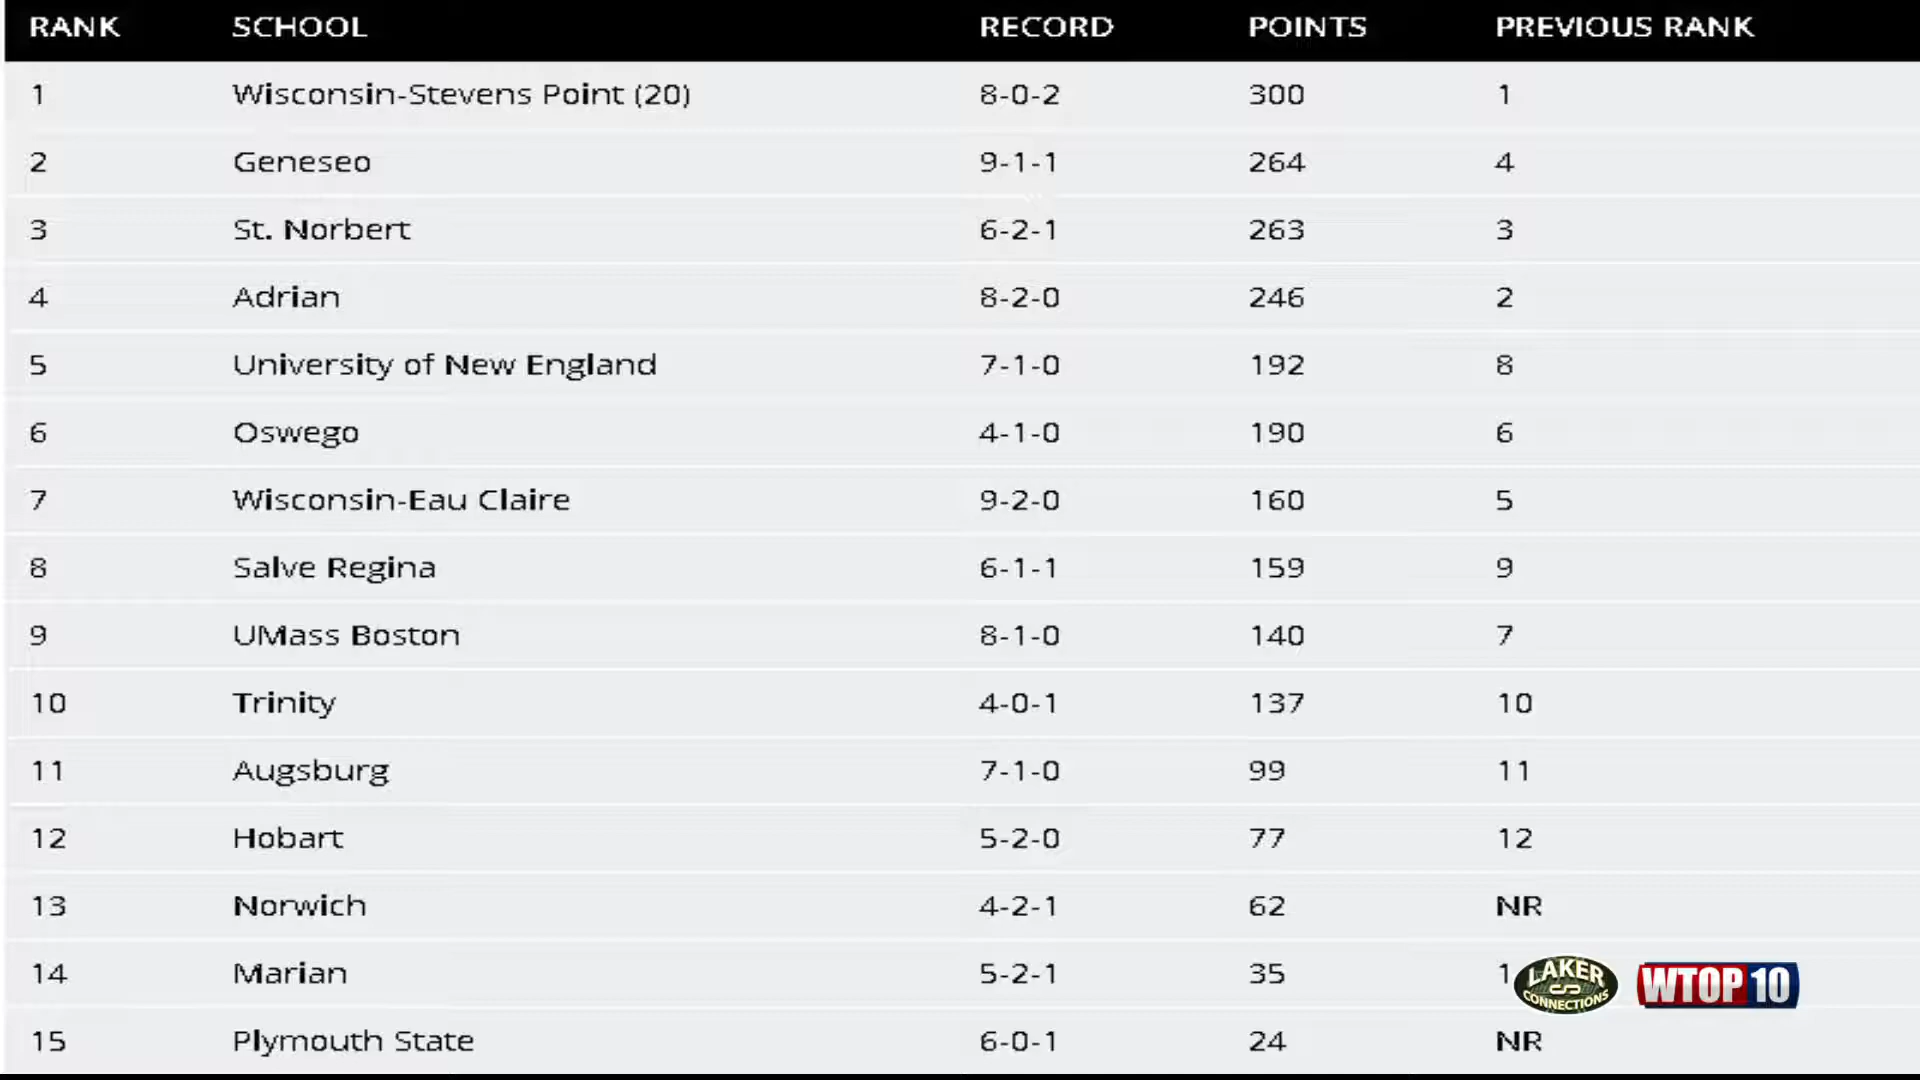 RANK SCHOOL RECORD POINTS PREVIOUS RANK
1 Wisconsin-Stevens Point (20) 8-0-2 300 1
2 Geneseo 9-1-1 264 4
3 St. Norbert 6-2-1 263 3
4 Adrian 8-2-0 246 2
5 University of New England 7-1-0 192 8
6 Oswego 4-1-0 190 6
7 Wisconsin-Eau Claire 9-2-0 160 5
8 Salve Regina 6-1-1 159 9
9 UMass Boston 8-1-0 140 7
10 Trinity 4-0-1 137 10
11 Augsburg 7-1-0 99 11
12 Hobart 5-2-0 77 12
13 Norwich 4-2-1 62 NR
14 Marian 5-2-1 35
LAKER
CONNECTIONS
WTOP 10
15 Plymouth State 6-0-1 24 NR